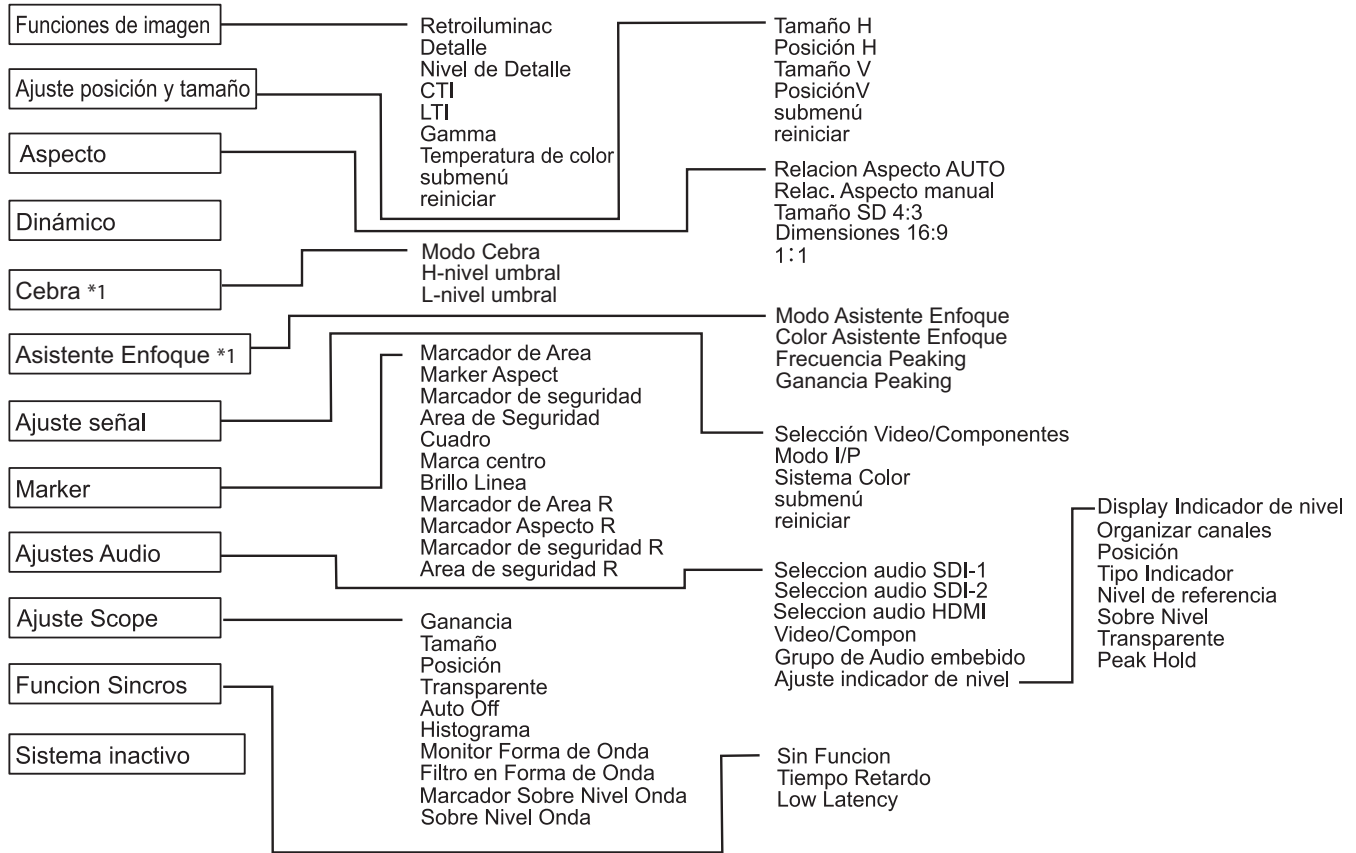 Funciones de imagen
Retroiluminac
Detalle
Nivel de Detalle
CTI
LTI
Gamma
Temperatura de color
submenú
reiniciar
Ajuste posición y tamaño
Tamaño H
Posición H
Tamaño V
PosiciónV
submenú
reiniciar
Aspecto
Relacion Aspecto AUTO
Relac. Aspecto manual
Tamaño SD 4:3
Dimensiones 16:9
1:1
Dinámico
Cebra *1
Modo Cebra
H-nivel umbral
L-nivel umbral
Asistente Enfoque *1
Modo Asistente Enfoque
Color Asistente Enfoque
Frecuencia Peaking
Ganancia Peaking
Ajuste señal
Selección Video/Componentes
Modo I/P
Sistema Color
submenú
reiniciar
Marker
Marcador de Area
Marker Aspect
Marcador de seguridad
Area de Seguridad
Cuadro
Marca centro
Brillo Linea
Marcador de Area R
Marcador Aspecto R
Marcador de seguridad R
Area de seguridad R
Ajustes Audio
Seleccion audio SDI-1
Seleccion audio SDI-2
Seleccion audio HDMI
Video/Compon
Grupo de Audio embebido
Ajuste indicador de nivel
Display Indicador de nivel
Organizar canales
Posición
Tipo Indicador
Nivel de referencia
Sobre Nivel
Transparente
Peak Hold
Ajuste Scope
Ganancia
Tamaño
Posición
Transparente
Auto Off
Histograma
Monitor Forma de Onda
Filtro en Forma de Onda
Marcador Sobre Nivel Onda
Sobre Nivel Onda
Funcion Sincros
Sin Funcion
Tiempo Retardo
Low Latency
Sistema inactivo